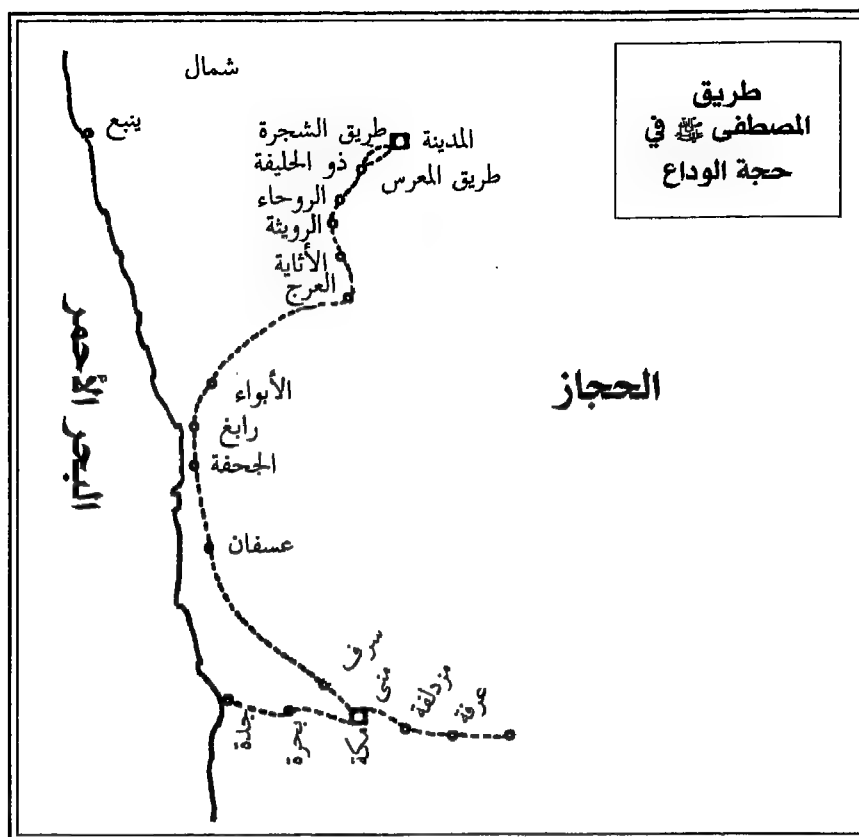 طريق
المصطفى ﷺ في
حجة الوداع
شمال
ينبع
المدينة
طريق الشجرة
ذو الحليفة
طريق المعرس
الروحاء
الرويثة
الأثاية
العرج
الحجاز
البحر الأحمر
الأبواء
رابغ
الجحفة
عسفان
سرف
منى
مزدلفة
عرفة
مكة
بحرة
جدة